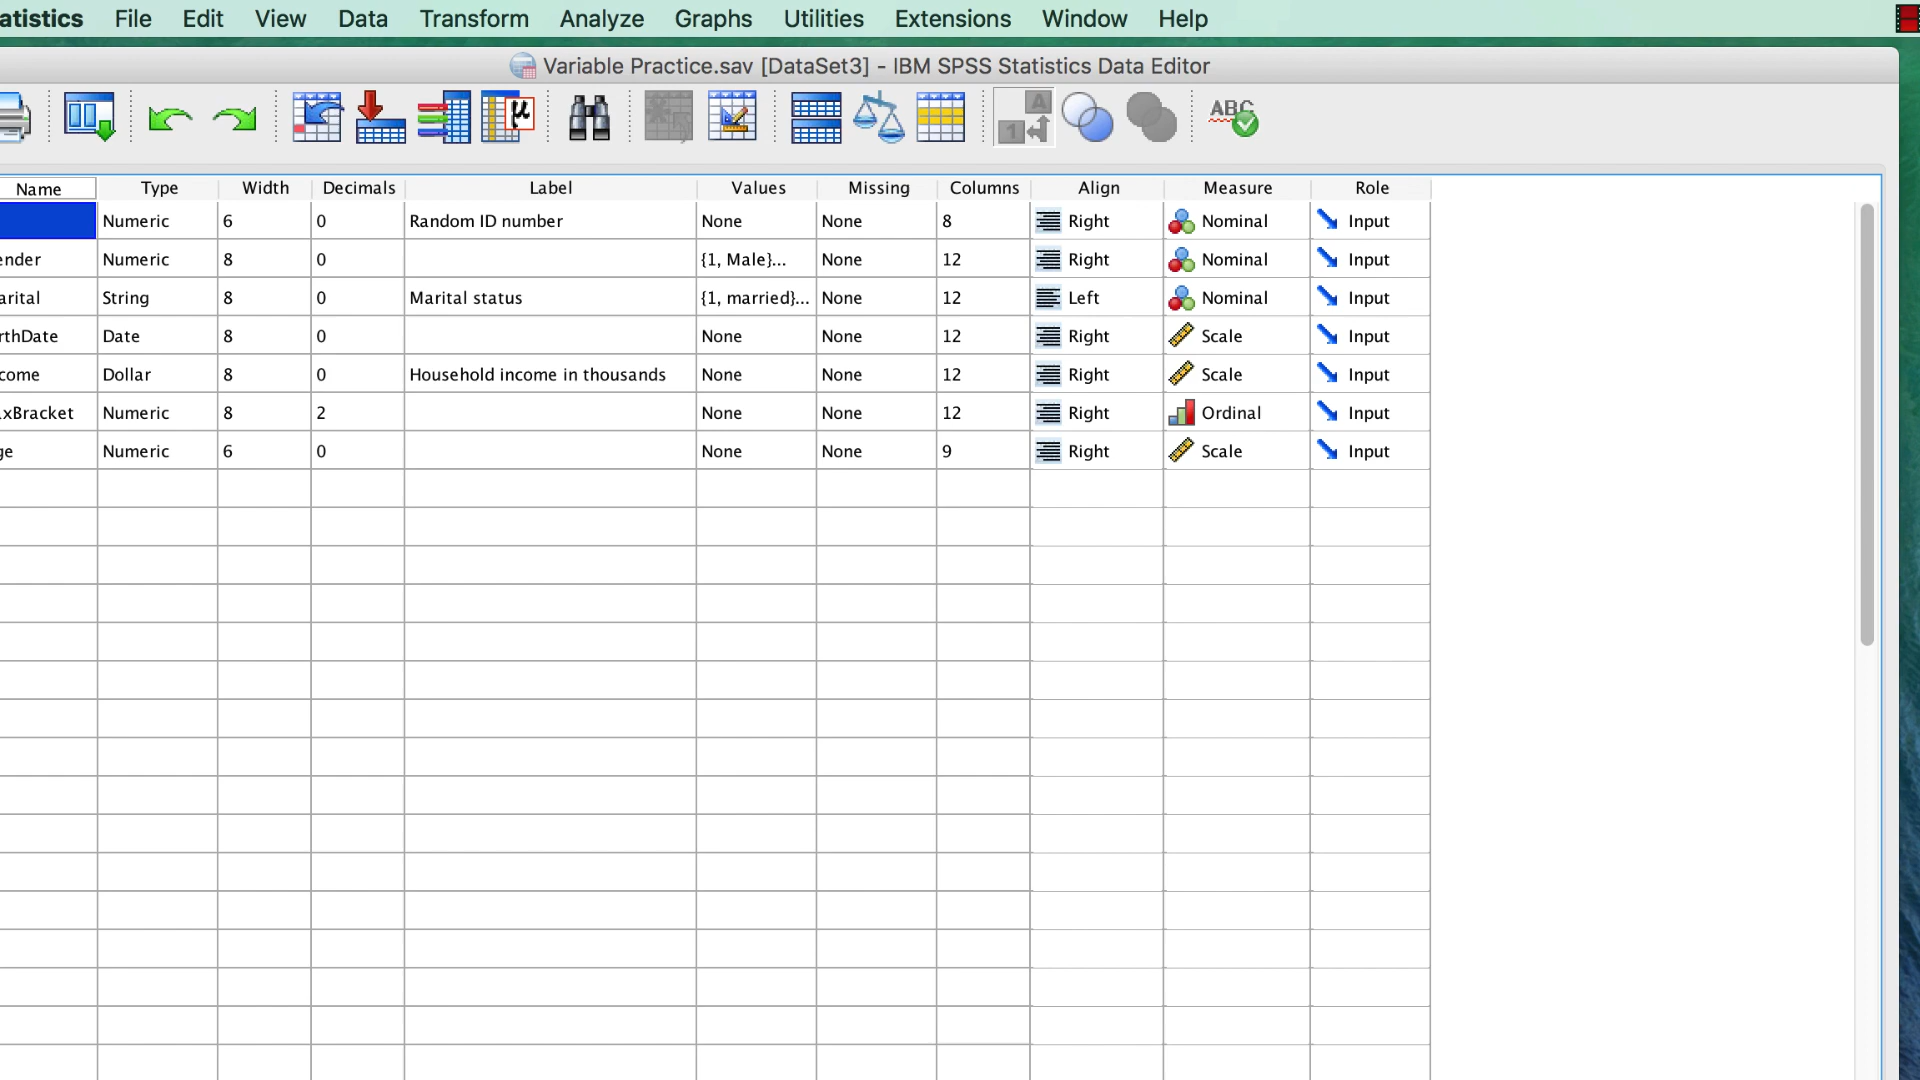 atistics File Edit View Data Transform Analyze Graphs Utilities Extensions Window Help
Variable Practice.sav [DataSet3] - IBM SPSS Statistics Data Editor
µ A 1 ABC
Name Type Width Decimals Label Values Missing Columns Align Measure Role
Numeric 6 0 Random ID number None None 8 Right Nominal Input
ender Numeric 8 0 {1, Male}... None 12 Right Nominal Input
arital String 8 0 Marital status {1, married}... None 12 Left Nominal Input
rthDate Date 8 0 None None 12 Right Scale Input
come Dollar 8 0 Household income in thousands None None 12 Right Scale Input
xBracket Numeric 8 2 None None 12 Right Ordinal Input
ge Numeric 6 0 None None 9 Right Scale Input